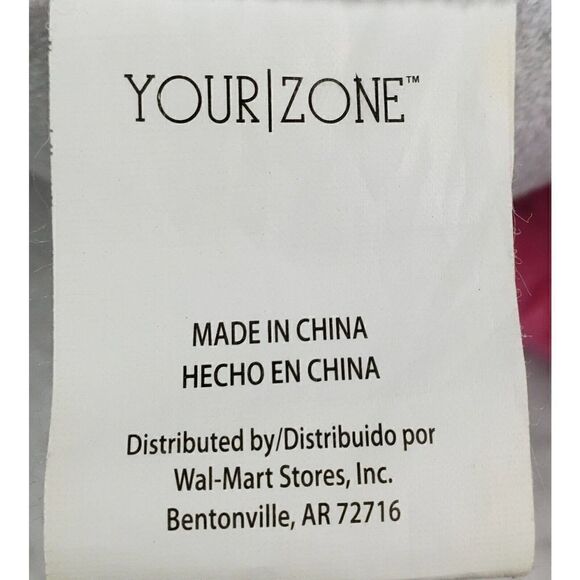 YOUR|ZONE™
MADE IN CHINA
HECHO EN CHINA
Distributed by/Distribuido por
Wal-Mart Stores, Inc.
Bentonville, AR 72716